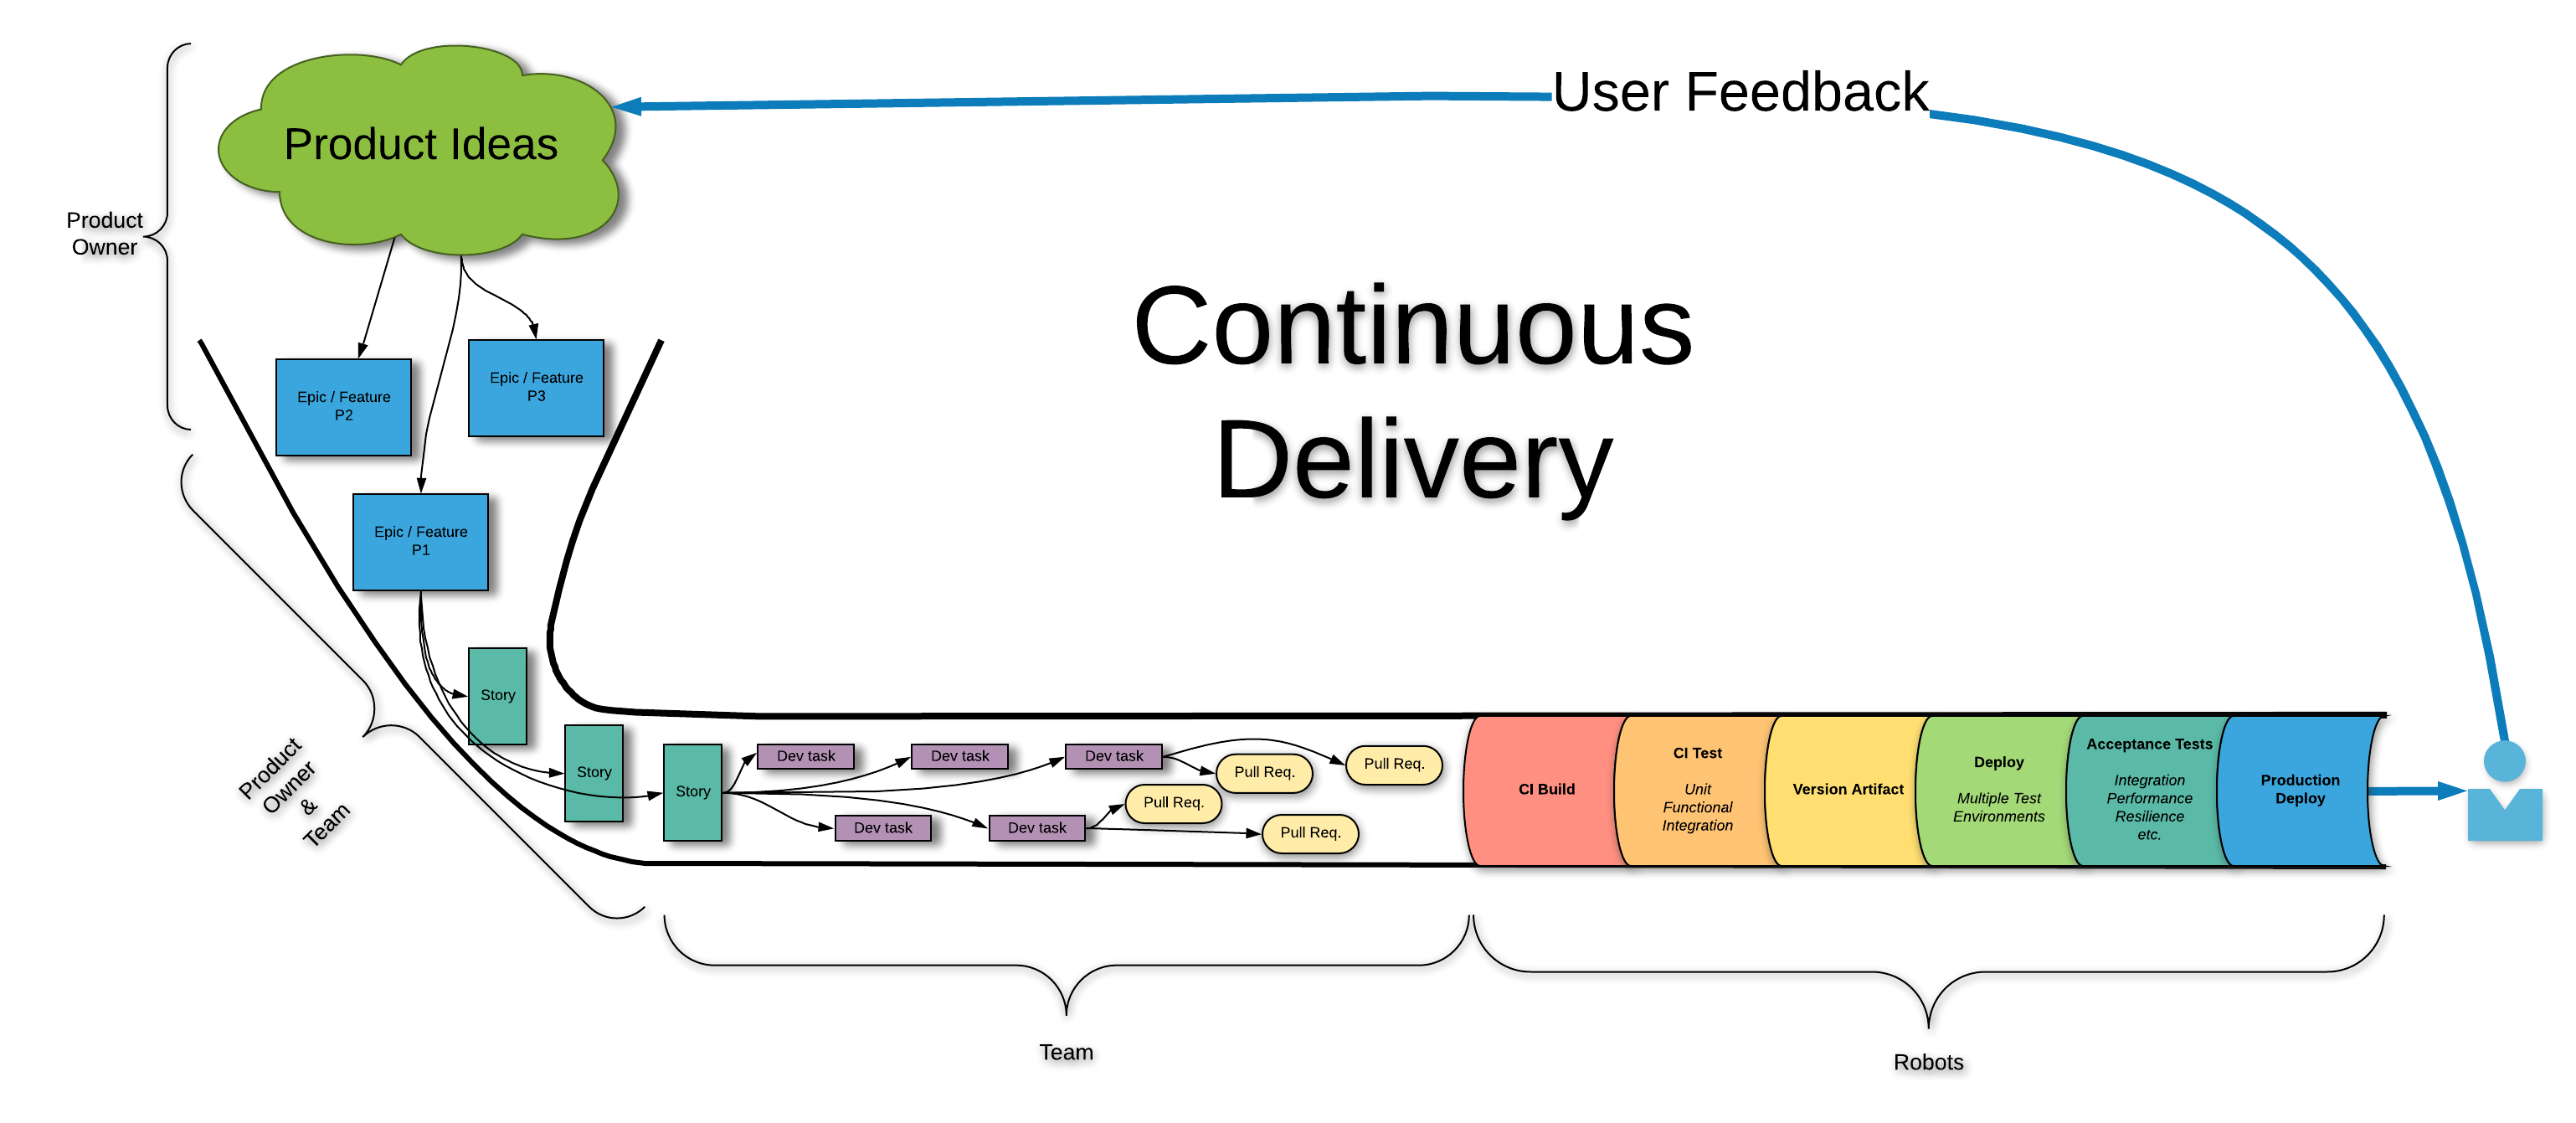 User Feedback
Product Ideas
Product
Owner
Continuous
Delivery
Epic / Feature
P2
Epic / Feature
P3
Epic / Feature
P1
Story
Story
Story
Product
Owner
&
Team
Dev task
Dev task
Dev task
Dev task
Dev task
Pull Req.
Pull Req.
Pull Req.
Pull Req.
CI Build
CI Test
Unit
Functional
Integration
Version Artifact
Deploy
Multiple Test
Environments
Acceptance Tests
Integration
Performance
Resilience
etc.
Production
Deploy
Team
Robots